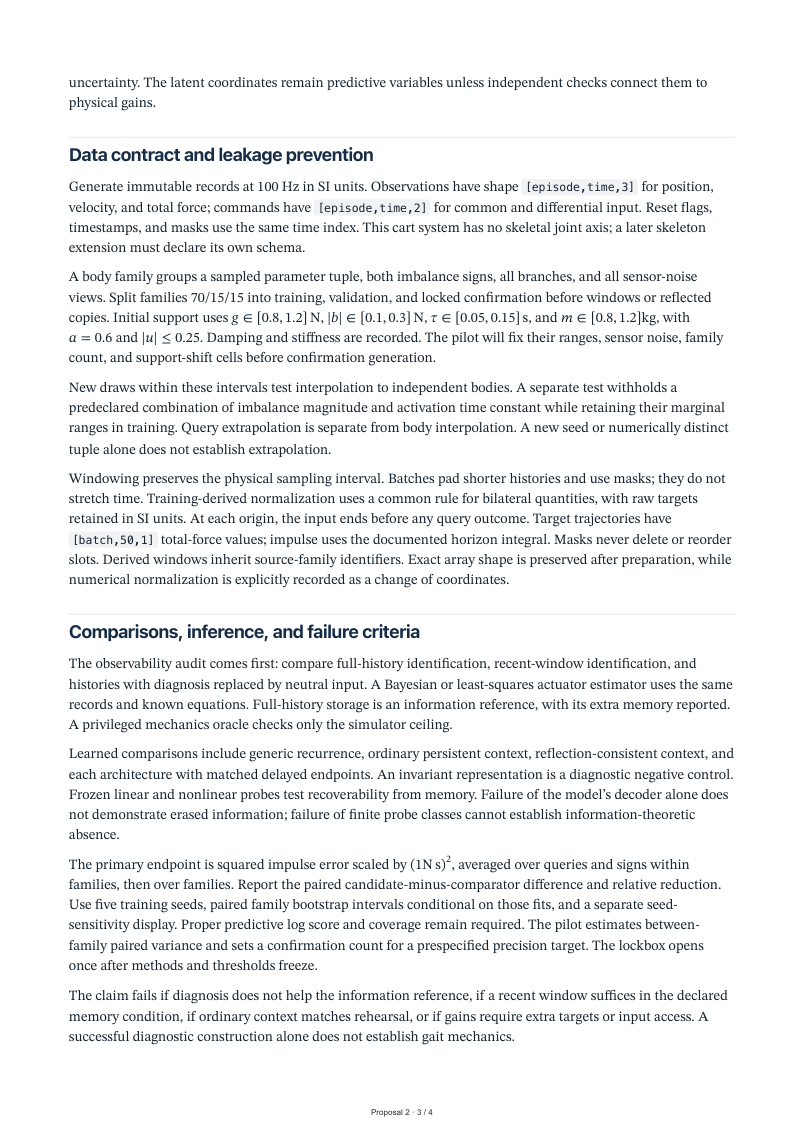 uncertainty. The latent coordinates remain predictive variables unless independent checks connect them to
physical gains.
Data contract and leakage prevention
Generate immutable records at 100 Hz in SI units. Observations have shape [episode,time,3] for position,
velocity, and total force; commands have [episode,time,2] for common and differential input. Reset flags,
timestamps, and masks use the same time index. This cart system has no skeletal joint axis; a later skeleton
extension must declare its own schema.
A body family groups a sampled parameter tuple, both imbalance signs, all branches, and all sensor-noise
views. Split families 70/15/15 into training, validation, and locked confirmation before windows or reflected
copies. Initial support uses g ∈ [0.8, 1.2] N, |b| ∈ [0.1, 0.3] N, τ ∈ [0.05, 0.15] s, and m ∈ [0.8, 1.2]kg, with
a = 0.6 and |u| ≤ 0.25. Damping and stiffness are recorded. The pilot will fix their ranges, sensor noise, family
count, and support-shift cells before confirmation generation.
New draws within these intervals test interpolation to independent bodies. A separate test withholds a
predeclared combination of imbalance magnitude and activation time constant while retaining their marginal
ranges in training. Query extrapolation is separate from body interpolation. A new seed or numerically distinct
tuple alone does not establish extrapolation.
Windowing preserves the physical sampling interval. Batches pad shorter histories and use masks; they do not
stretch time. Training-derived normalization uses a common rule for bilateral quantities, with raw targets
retained in SI units. At each origin, the input ends before any query outcome. Target trajectories have
[batch,50,1] total-force values; impulse uses the documented horizon integral. Masks never delete or reorder
slots. Derived windows inherit source-family identifiers. Exact array shape is preserved after preparation, while
numerical normalization is explicitly recorded as a change of coordinates.
Comparisons, inference, and failure criteria
The observability audit comes first: compare full-history identification, recent-window identification, and
histories with diagnosis replaced by neutral input. A Bayesian or least-squares actuator estimator uses the same
records and known equations. Full-history storage is an information reference, with its extra memory reported.
A privileged mechanics oracle checks only the simulator ceiling.
Learned comparisons include generic recurrence, ordinary persistent context, reflection-consistent context, and
each architecture with matched delayed endpoints. An invariant representation is a diagnostic negative control.
Frozen linear and nonlinear probes test recoverability from memory. Failure of the model's decoder alone does
not demonstrate erased information; failure of finite probe classes cannot establish information-theoretic
absence.
The primary endpoint is squared impulse error scaled by (1N s)², averaged over queries and signs within
families, then over families. Report the paired candidate-minus-comparator difference and relative reduction.
Use five training seeds, paired family bootstrap intervals conditional on those fits, and a separate seed-
sensitivity display. Proper predictive log score and coverage remain required. The pilot estimates between-
family paired variance and sets a confirmation count for a prespecified precision target. The lockbox opens
once after methods and thresholds freeze.
The claim fails if diagnosis does not help the information reference, if a recent window suffices in the declared
memory condition, if ordinary context matches rehearsal, or if gains require extra targets or input access. A
successful diagnostic construction alone does not establish gait mechanics.
Proposal 2 · 3 / 4